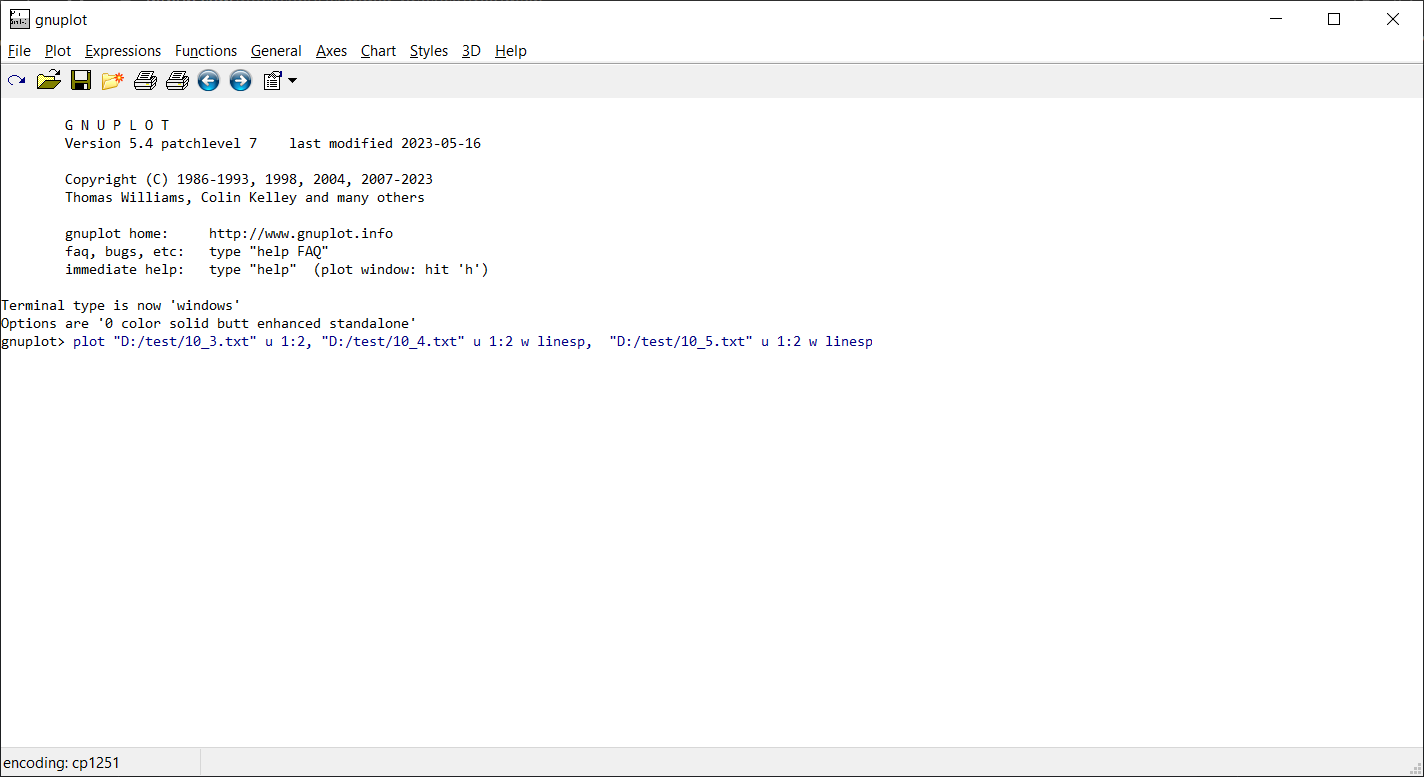 gnuplot
File Plot Expressions Functions General Axes Chart Styles 3D Help
G N U P L O T
Version 5.4 patchlevel 7    last modified 2023-05-16
Copyright (C) 1986-1993, 1998, 2004, 2007-2023
Thomas Williams, Colin Kelley and many others
gnuplot home:     http://www.gnuplot.info
faq, bugs, etc:   type "help FAQ"
immediate help:   type "help"  (plot window: hit 'h')
Terminal type is now 'windows'
Options are '0 color solid butt enhanced standalone'
gnuplot> plot "D:/test/10_3.txt" u 1:2, "D:/test/10_4.txt" u 1:2 w linesp,  "D:/test/10_5.txt" u 1:2 w linesp
encoding: cp1251